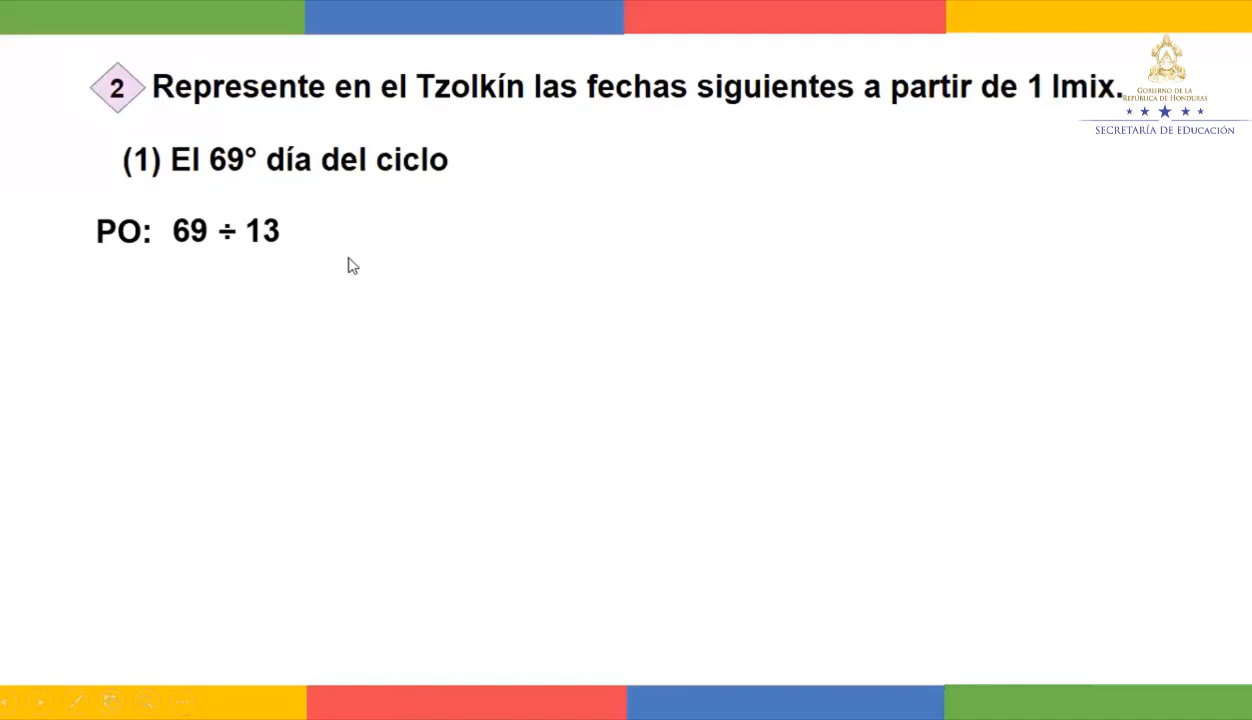 2 Represente en el Tzolkín las fechas siguientes a partir de 1 Imix.
GOBIERNO DE LA
REPÚBLICA DE HONDURAS
SECRETARÍA DE EDUCACIÓN
(1) El 69° día del ciclo
PO: 69 ÷ 13